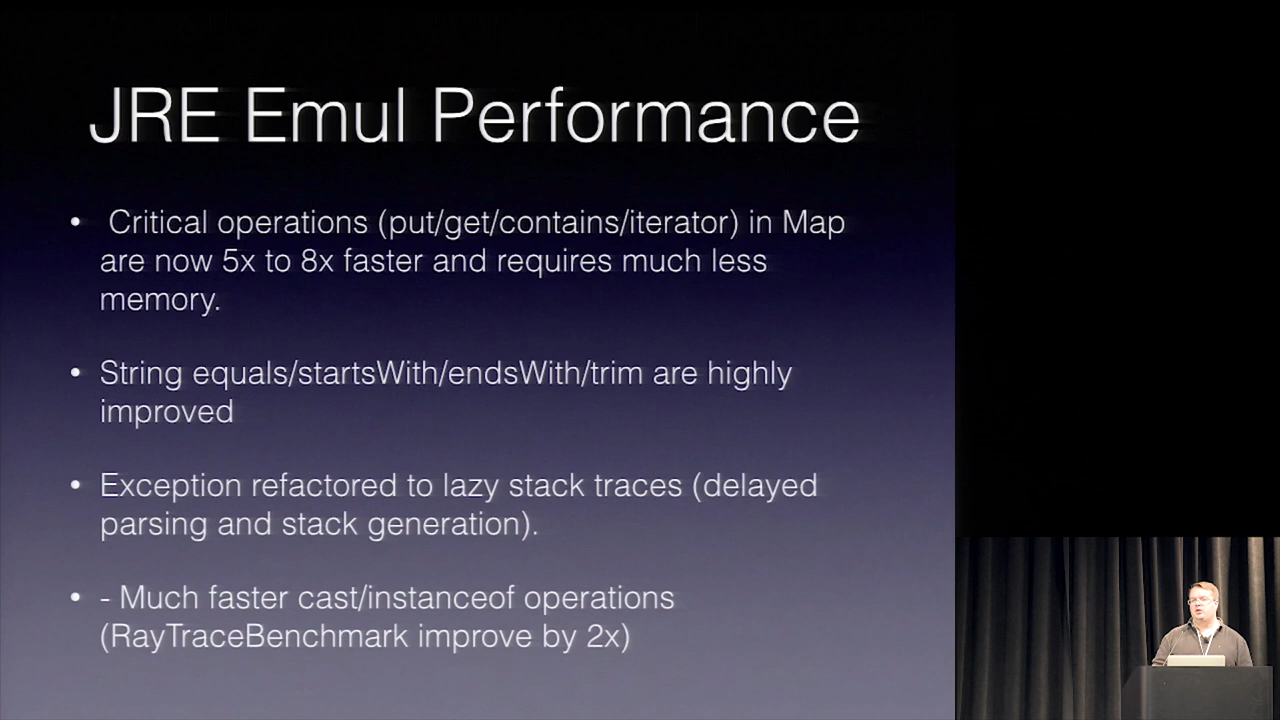 JRE Emul Performance
• Critical operations (put/get/contains/iterator) in Map
are now 5x to 8x faster and requires much less
memory.
• String equals/startsWith/endsWith/trim are highly
improved
• Exception refactored to lazy stack traces (delayed
parsing and stack generation).
• - Much faster cast/instanceof operations
(RayTraceBenchmark improve by 2x)